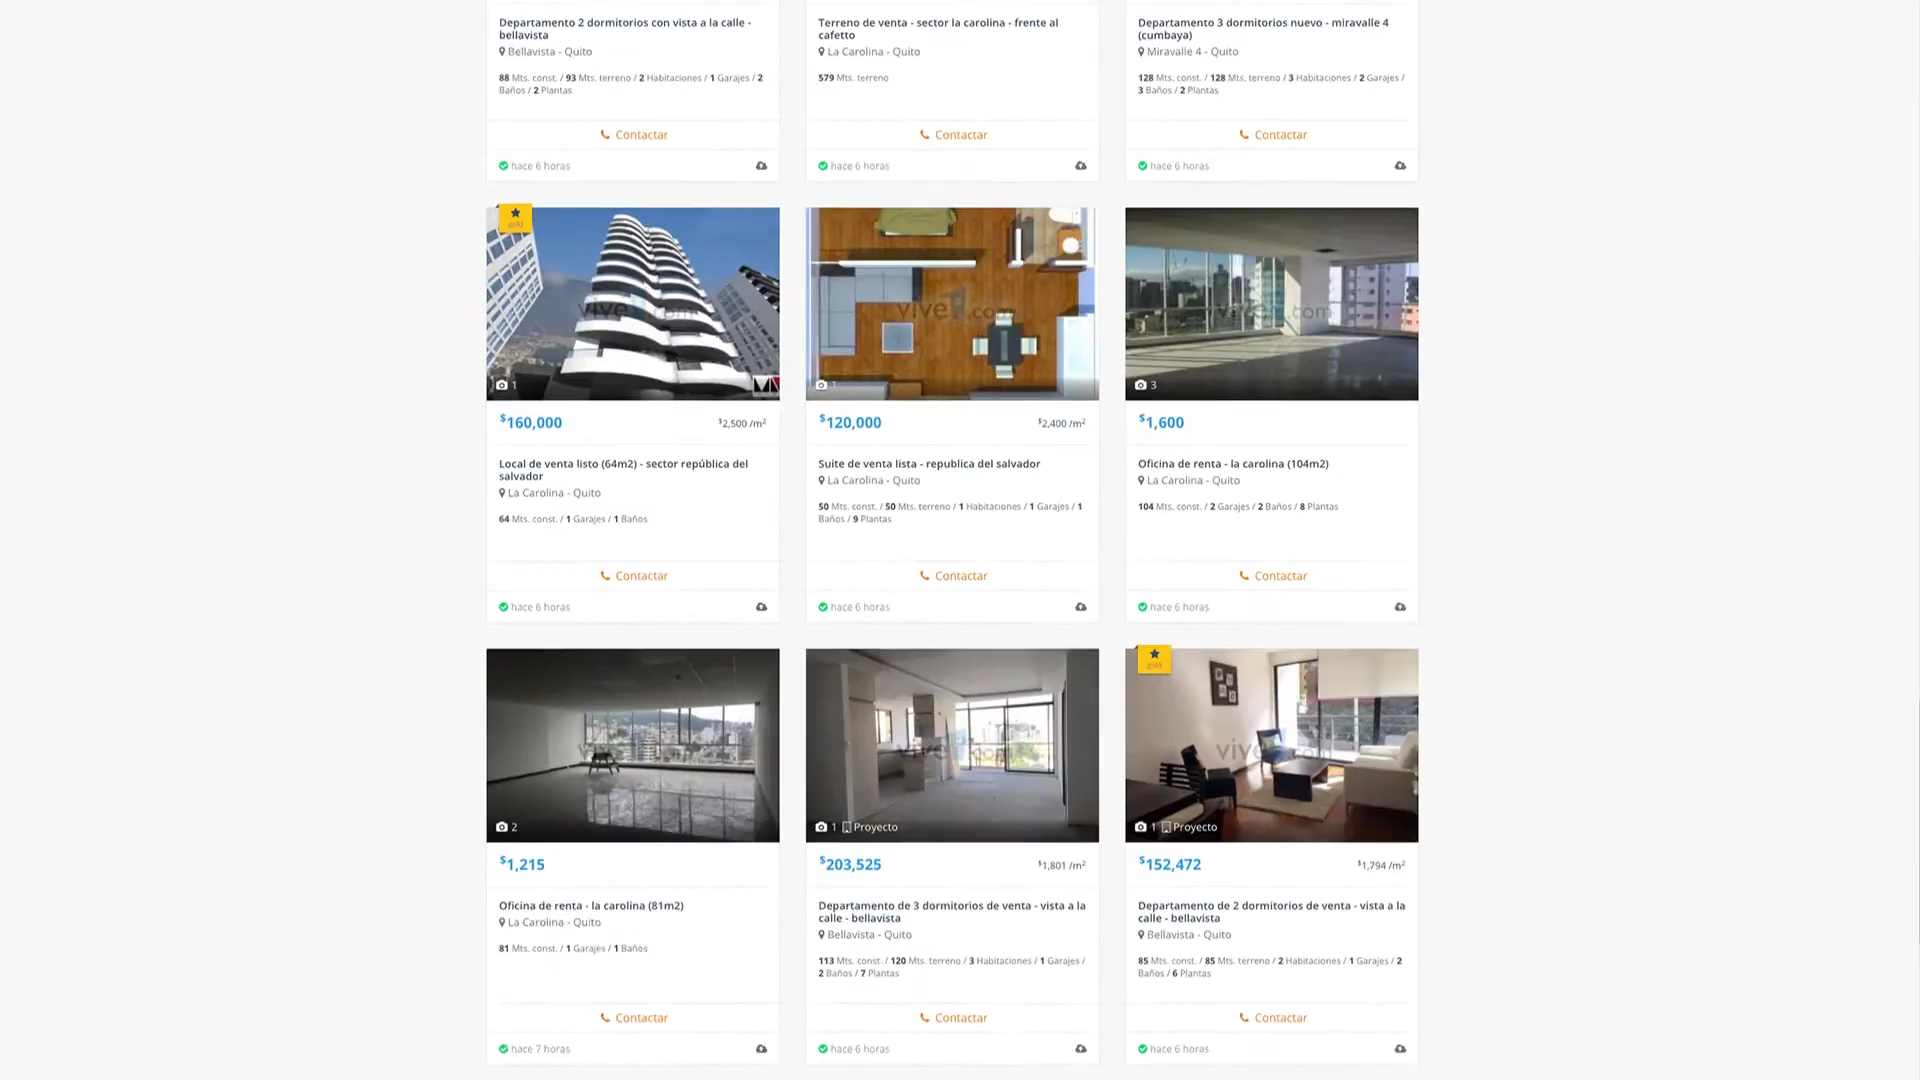 Departamento 2 dormitorios con vista a la calle -
bellavista
Bellavista - Quito
88 Mts. const. / 93 Mts. terreno / 2 Habitaciones / 1 Garajes / 2
Baños / 2 Plantas
Contactar
hace 6 horas
Terreno de venta - sector la carolina - frente al
cafetto
La Carolina - Quito
579 Mts. terreno
Contactar
hace 6 horas
Departamento 3 dormitorios nuevo - miravalle 4
(cumbaya)
Miravalle 4 - Quito
128 Mts. const. / 128 Mts. terreno / 3 Habitaciones / 2 Garajes /
3 Baños / 2 Plantas
Contactar
hace 6 horas
gold
vive1.com
1
$160,000
$2,500 /m²
Local de venta listo (64m2) - sector república del
salvador
La Carolina - Quito
64 Mts. const. / 1 Garajes / 1 Baños
Contactar
hace 6 horas
vive1.com
1
$120,000
$2,400 /m²
Suite de venta lista - republica del salvador
La Carolina - Quito
50 Mts. const. / 50 Mts. terreno / 1 Habitaciones / 1 Garajes / 1
Baños / 9 Plantas
Contactar
hace 6 horas
.com
3
$1,600
Oficina de renta - la carolina (104m2)
La Carolina - Quito
104 Mts. const. / 2 Garajes / 2 Baños / 8 Plantas
Contactar
hace 6 horas
2
$1,215
Oficina de renta - la carolina (81m2)
La Carolina - Quito
81 Mts. const. / 1 Garajes / 1 Baños
Contactar
hace 7 horas
1 Proyecto
$203,525
$1,801 /m²
Departamento de 3 dormitorios de venta - vista a la
calle - bellavista
Bellavista - Quito
113 Mts. const. / 120 Mts. terreno / 3 Habitaciones / 1 Garajes /
2 Baños / 7 Plantas
Contactar
hace 6 horas
gold
1 Proyecto
$152,472
$1,794 /m²
Departamento de 2 dormitorios de venta - vista a la
calle - bellavista
Bellavista - Quito
85 Mts. const. / 85 Mts. terreno / 2 Habitaciones / 1 Garajes / 2
Baños / 6 Plantas
Contactar
hace 6 horas